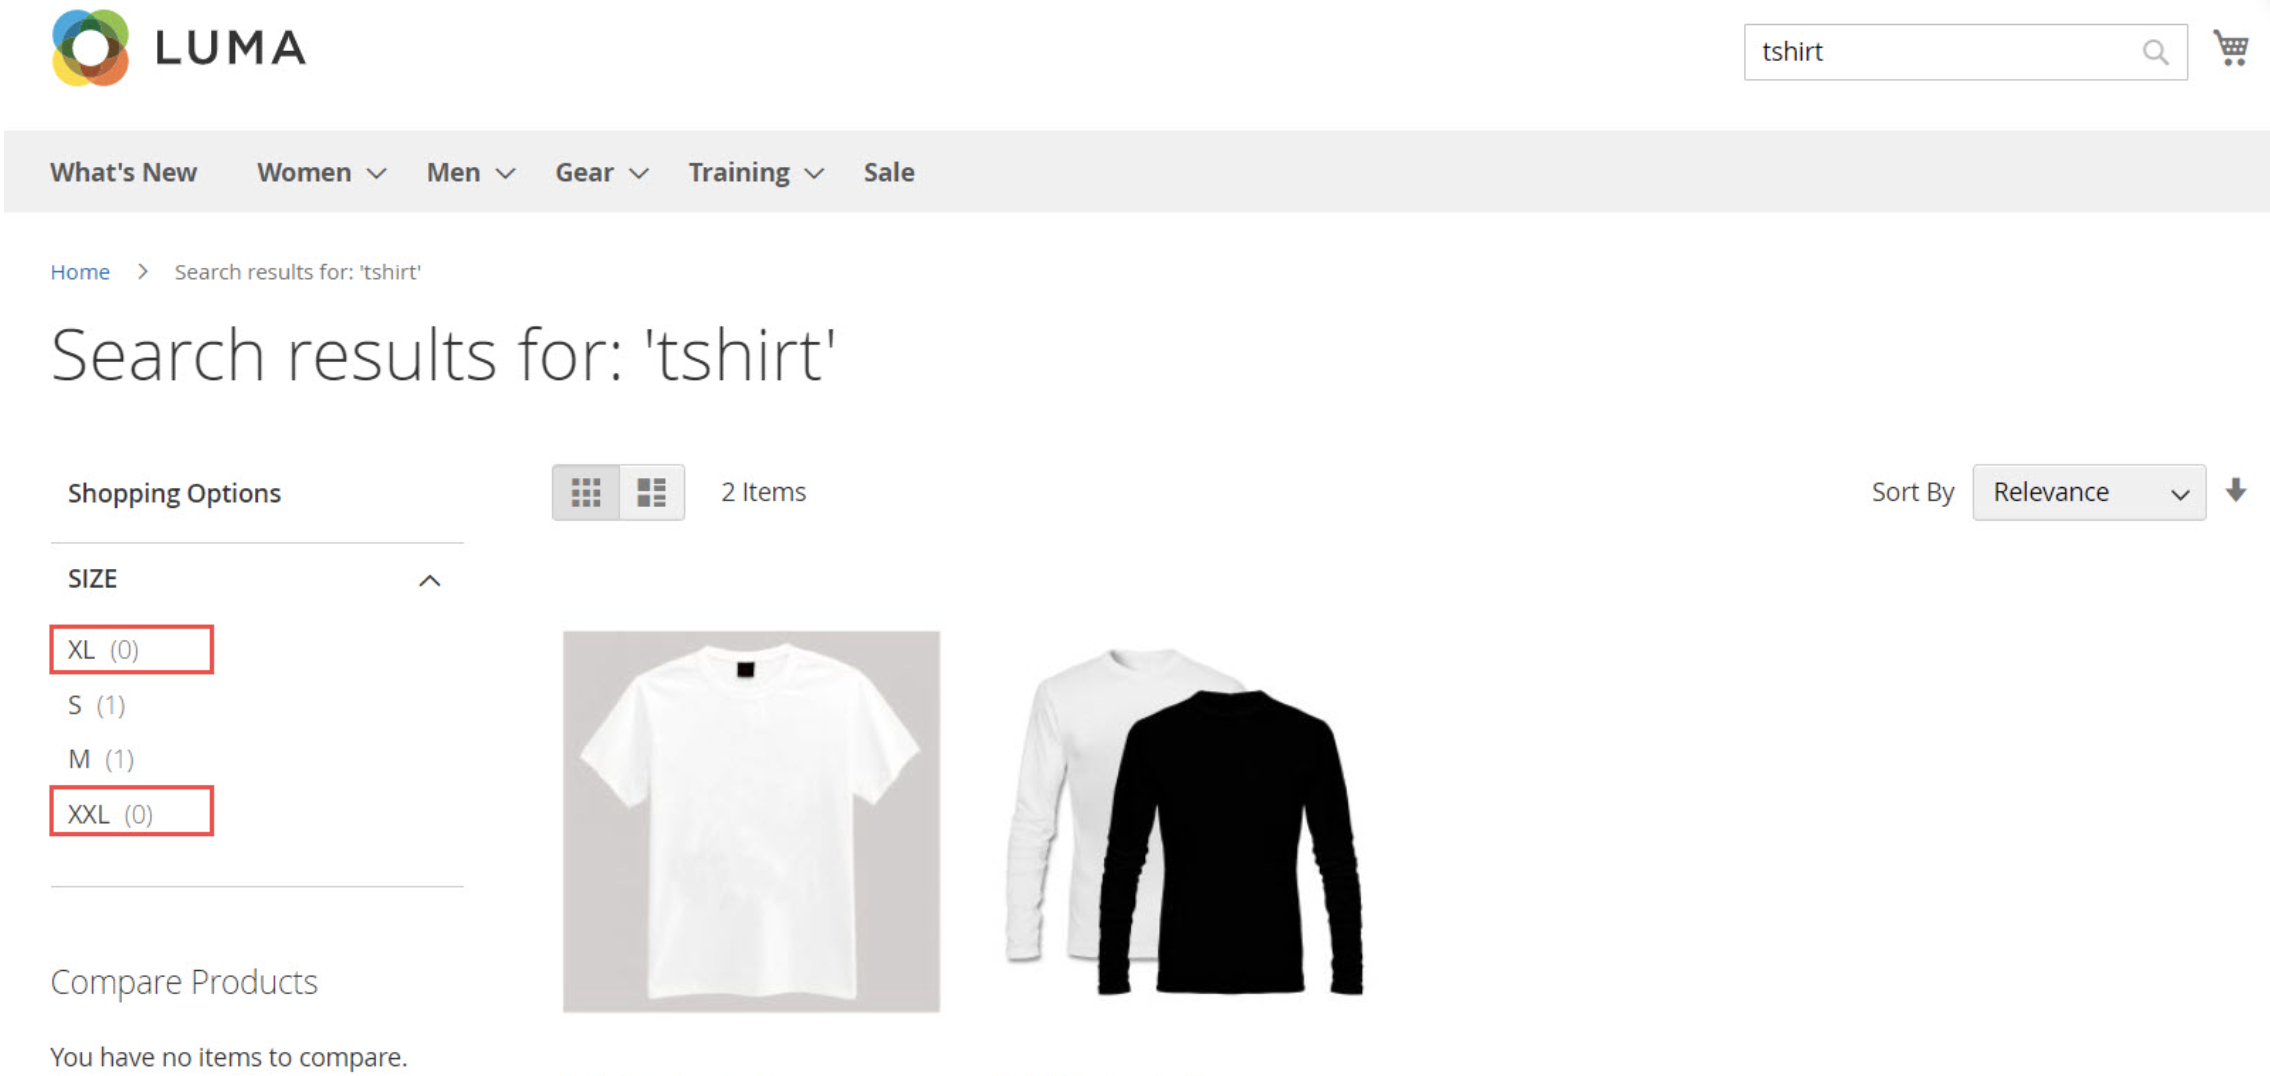 LUMA
tshirt
What's New Women Men Gear Training Sale
Home > Search results for: 'tshirt'
Search results for: 'tshirt'
Shopping Options
2 Items
Sort By Relevance
SIZE
XL (0)
S (1)
M (1)
XXL (0)
Compare Products
You have no items to compare.